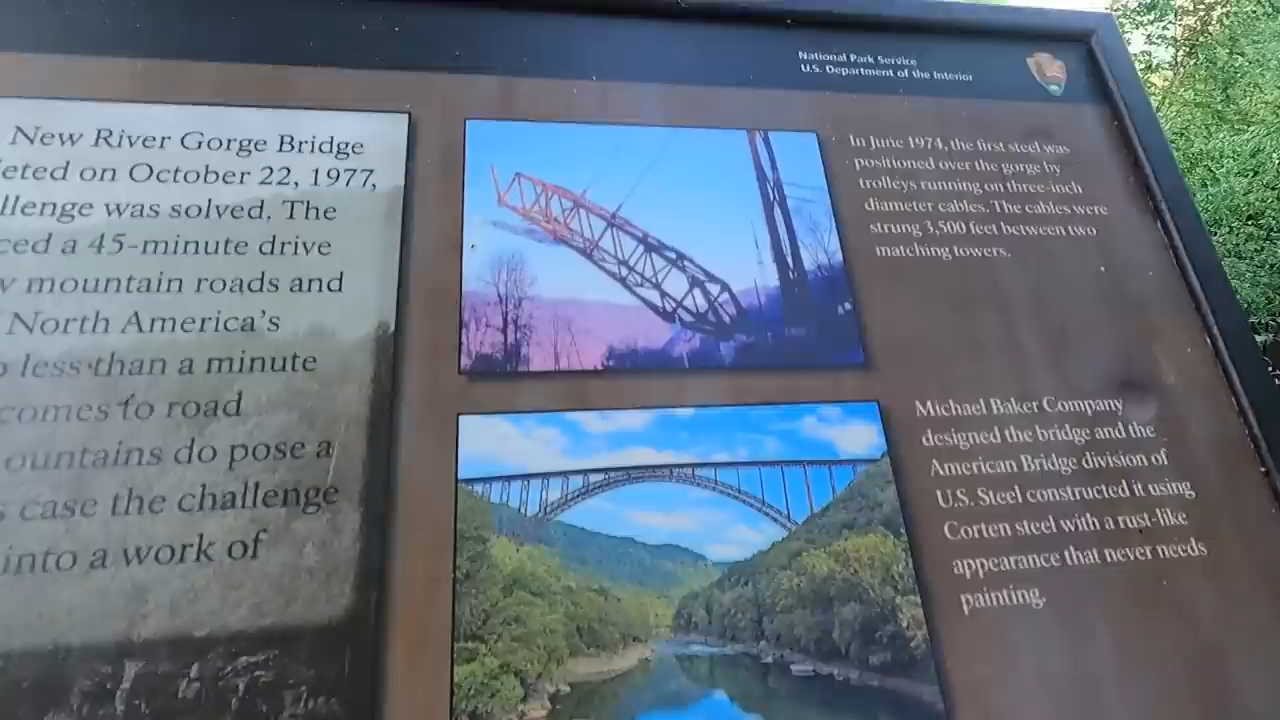 National Park Service
U.S. Department of the Interior
New River Gorge Bridge
eted on October 22, 1977,
llenge was solved. The
ced a 45-minute drive
mountain roads and
North America's
less than a minute
comes to road
ountains do pose a
s case the challenge
into a work of
In June 1974, the first steel was
positioned over the gorge by
trolleys running on three-inch
diameter cables. The cables were
strung 3,500 feet between two
matching towers.
Michael Baker Company
designed the bridge and the
American Bridge division of
U.S. Steel constructed it using
Corten steel with a rust-like
appearance that never needs
painting.